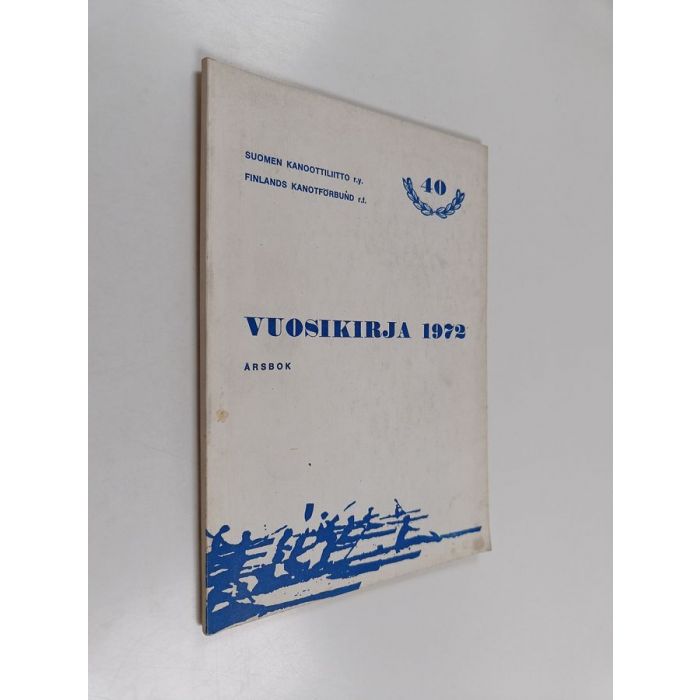 SUOMEN KANOOTTILIITTO r.y.
FINLANDS KANOTFÖRBUND r.f.
40
VUOSIKIRJA 1972
ÅRSBOK